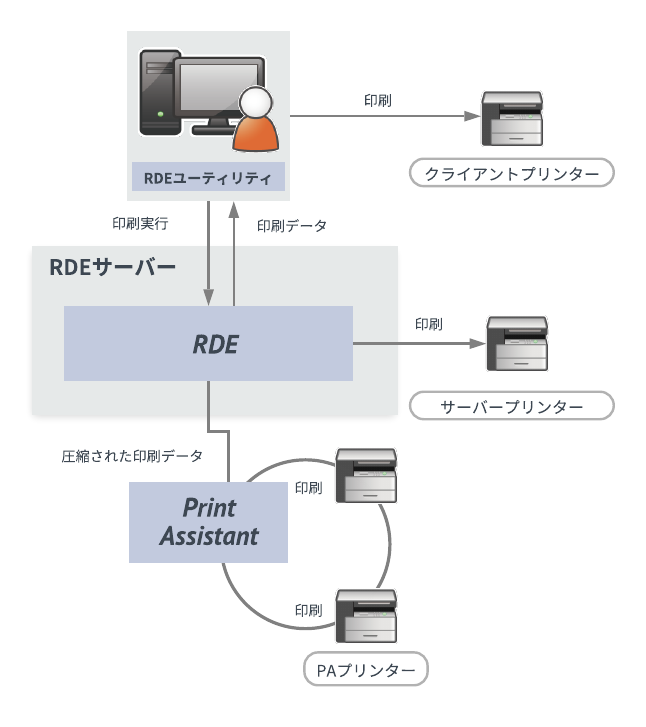 印刷
クライアントプリンター
RDEユーティリティ
印刷実行
印刷データ
RDEサーバー
RDE
印刷
サーバープリンター
圧縮された印刷データ
Print
Assistant
印刷
印刷
PAプリンター